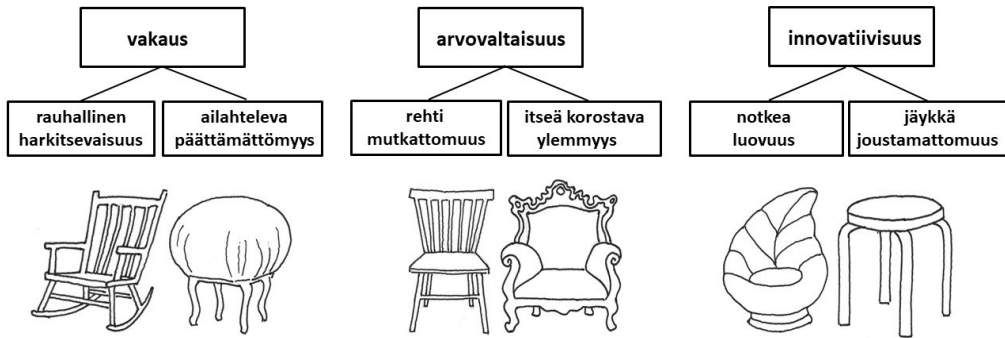 vakaus
arvovaltaisuus
innovatiivisuus
rauhallinen
harkitsevaisuus
ailahteleva
päättämättömyys
rehti
mutkattomuus
itseä korostava
ylemmyys
notkea
luovuus
jäykkä
joustamattomuus